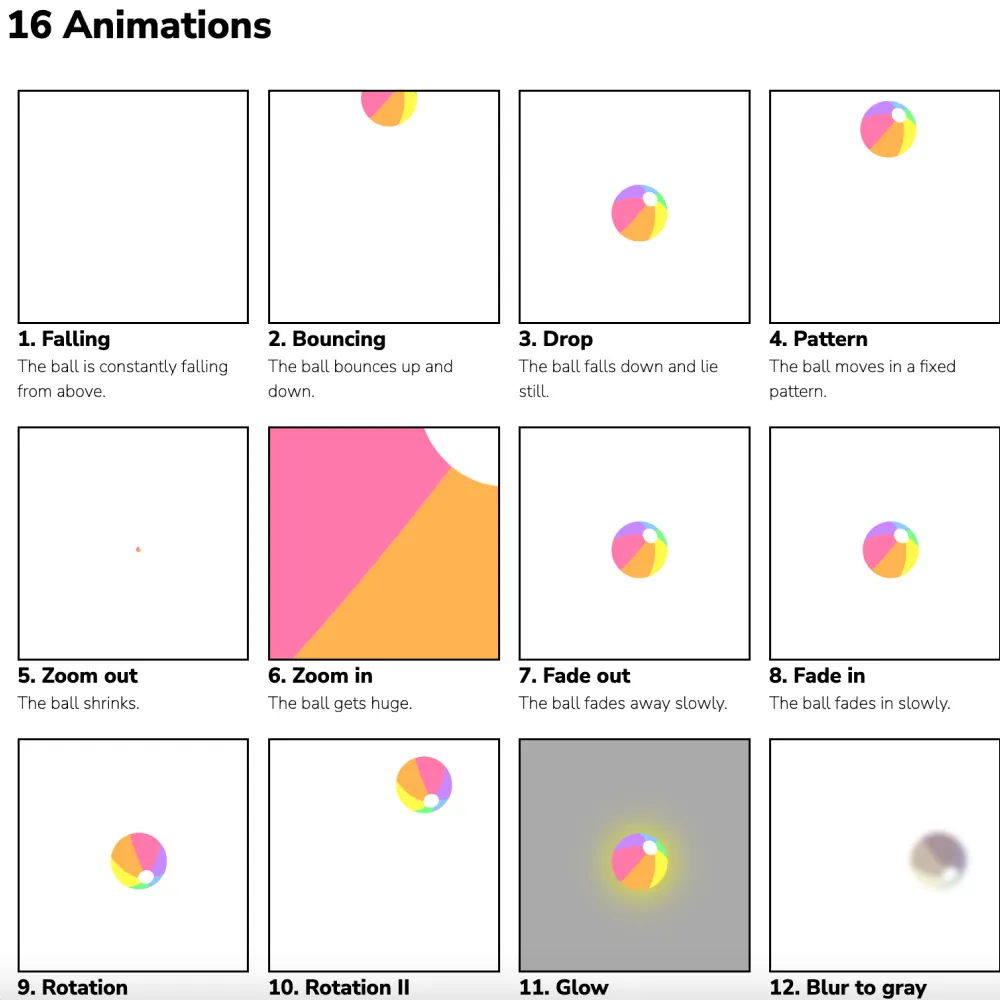 16 Animations
1. Falling
The ball is constantly falling
from above.
2. Bouncing
The ball bounces up and
down.
3. Drop
The ball falls down and lie
still.
4. Pattern
The ball moves in a fixed
pattern.
5. Zoom out
The ball shrinks.
6. Zoom in
The ball gets huge.
7. Fade out
The ball fades away slowly.
8. Fade in
The ball fades in slowly.
9. Rotation
10. Rotation II
11. Glow
12. Blur to gray